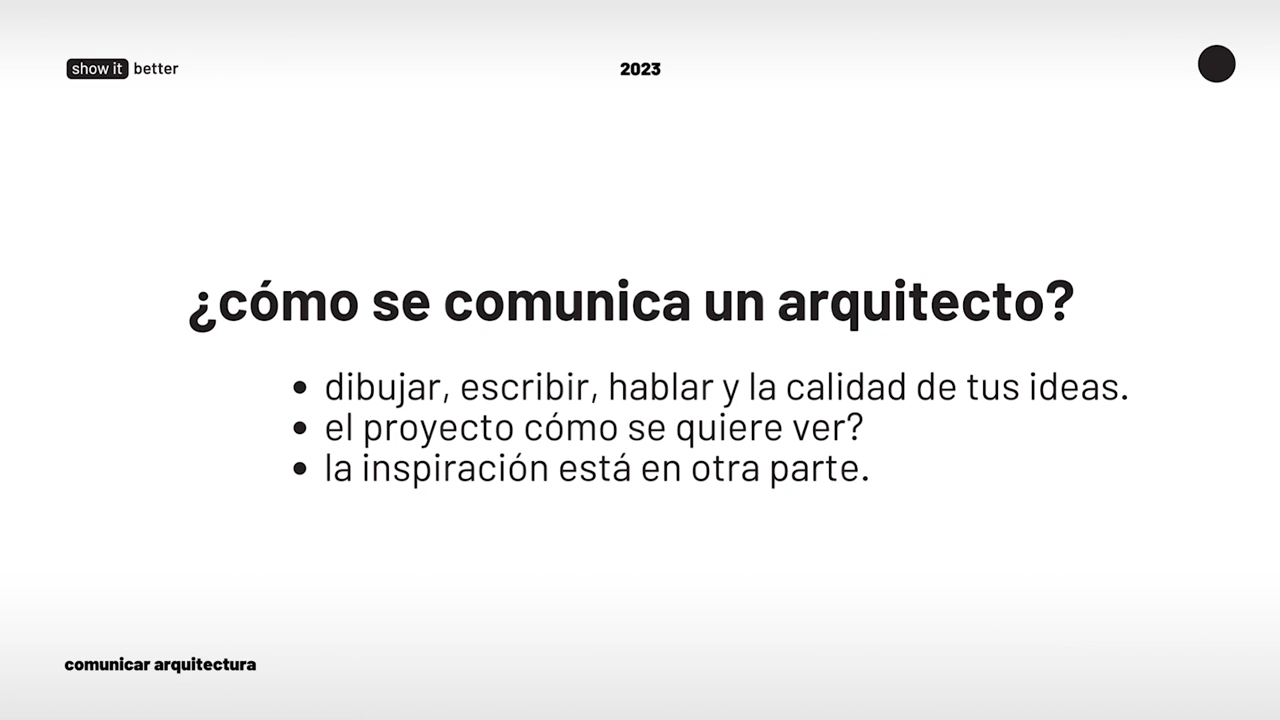 show it better
2023
¿cómo se comunica un arquitecto?
• dibujar, escribir, hablar y la calidad de tus ideas.
• el proyecto cómo se quiere ver?
• la inspiración está en otra parte.
comunicar arquitectura